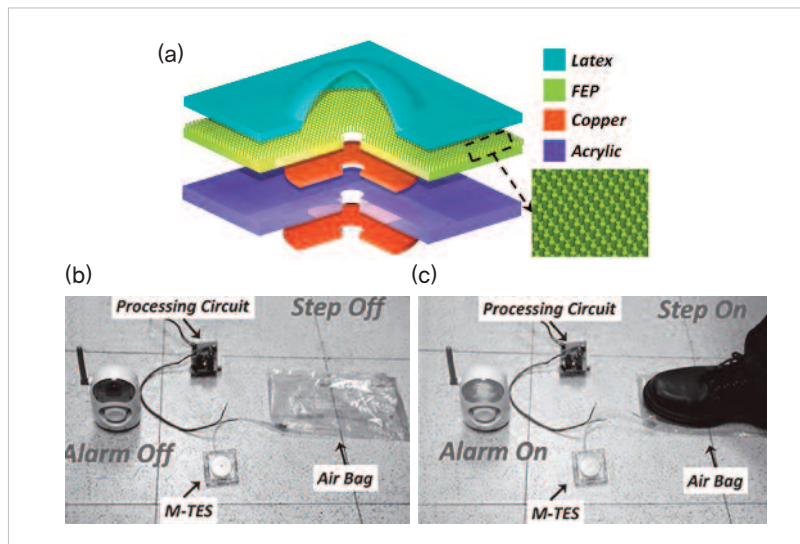 (a)
Latex
FEP
Copper
Acrylic
(b)
Processing Circuit
Step Off
Alarm Off
Air Bag
M-TES
(c)
Processing Circuit
Step On
Alarm On
Air Bag
M-TES